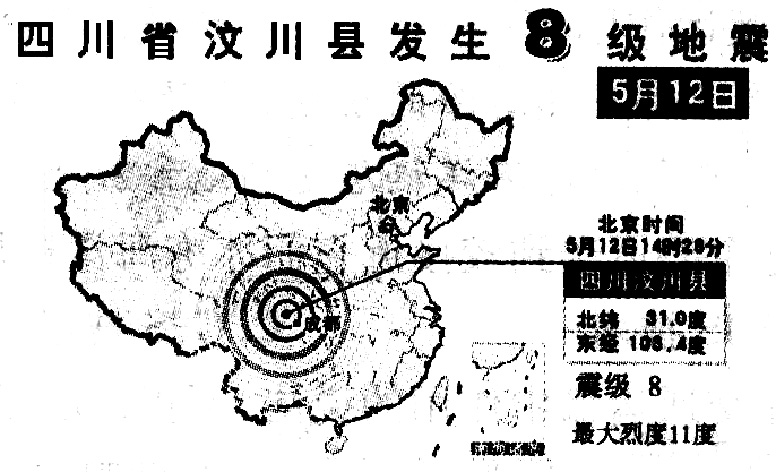 四川省汶川县发生8级地震
5月12日
北京
北京时间
5月12日14时28分
四川汶川县
成都
北纬 31.0度
东经 103.4度
震级 8
最大烈度11度